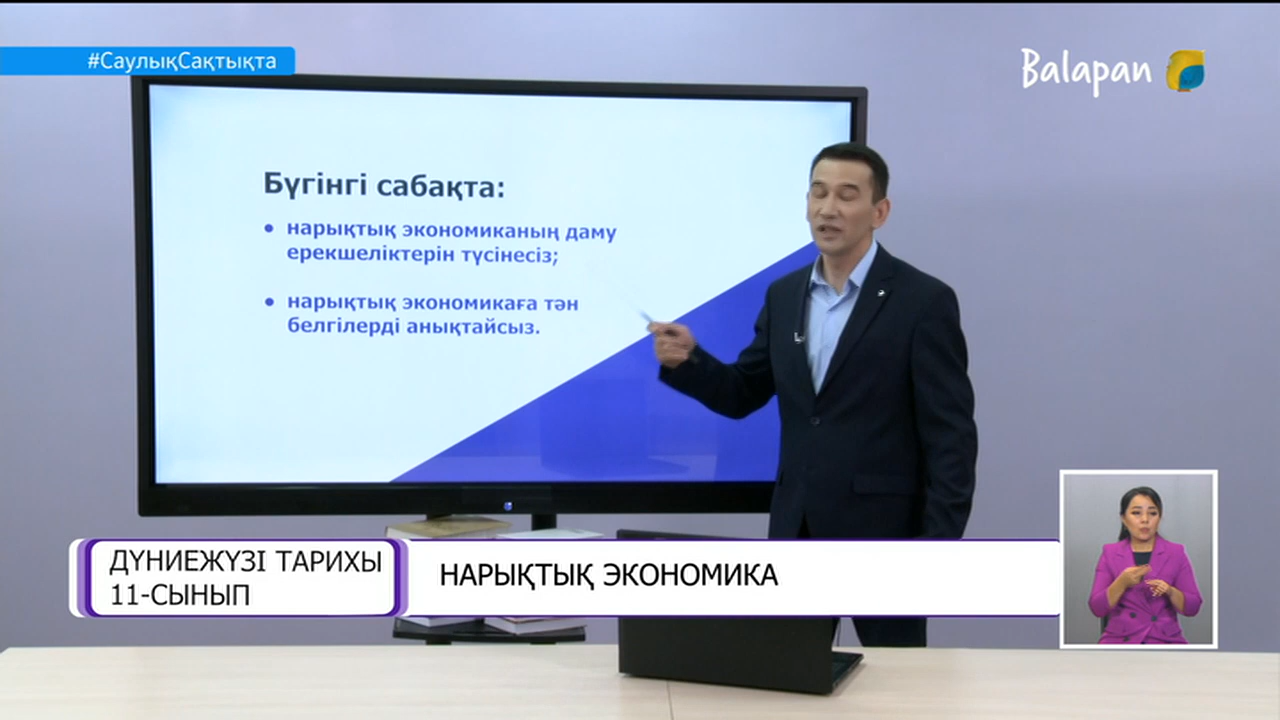 #СаулықСақтықта
Balapan
Бүгінгі сабақта:
• нарықтық экономиканың даму
ерекшеліктерін түсінесіз;
• нарықтық экономикаға тән
белгілерді анықтайсыз.
ДҮНИЕЖҮЗІ ТАРИХЫ
11-СЫНЫП
НАРЫҚТЫҚ ЭКОНОМИКА